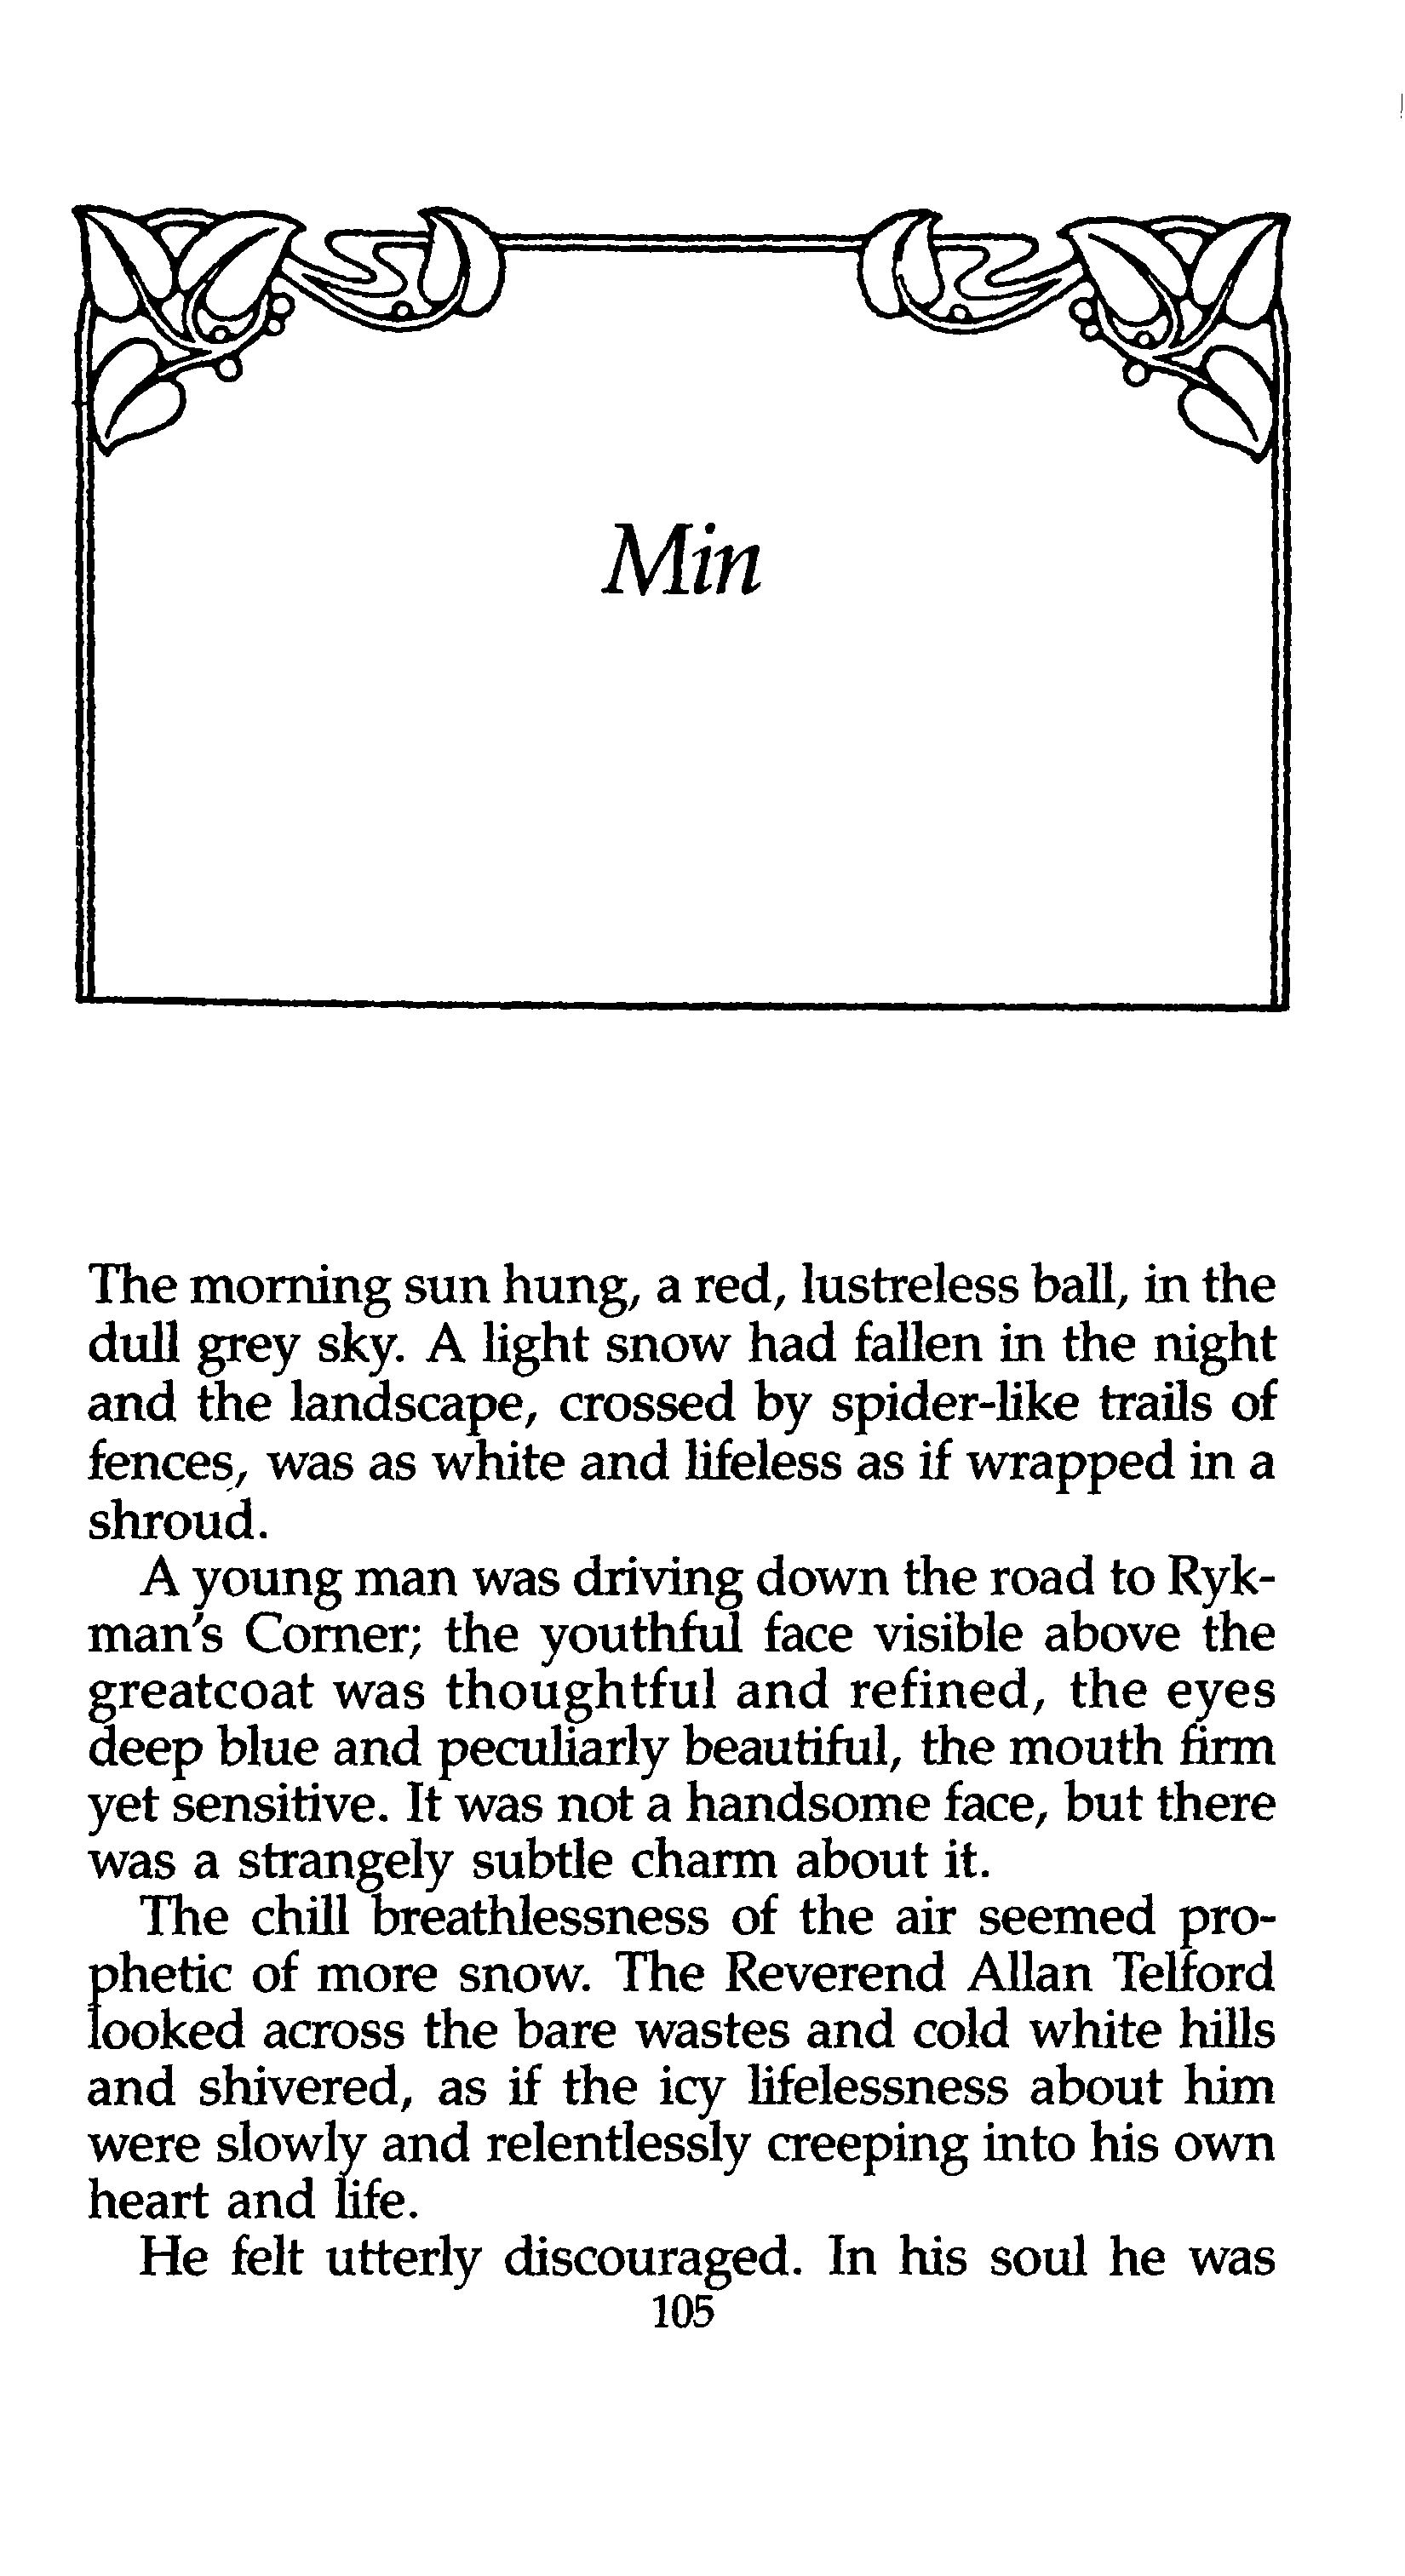 Min
The morning sun hung, a red, lustreless ball, in the
dull grey sky. A light snow had fallen in the night
and the landscape, crossed by spider-like trails of
fences, was as white and lifeless as if wrapped in a
shroud.
A young man was driving down the road to Ryk-
man's Corner; the youthful face visible above the
greatcoat was thoughtful and refined, the eyes
deep blue and peculiarly beautiful, the mouth firm
yet sensitive. It was not a handsome face, but there
was a strangely subtle charm about it.
The chill breathlessness of the air seemed pro-
phetic of more snow. The Reverend Allan Telford
looked across the bare wastes and cold white hills
and shivered, as if the icy lifelessness about him
were slowly and relentlessly creeping into his own
heart and life.
He felt utterly discouraged. In his soul he was
105